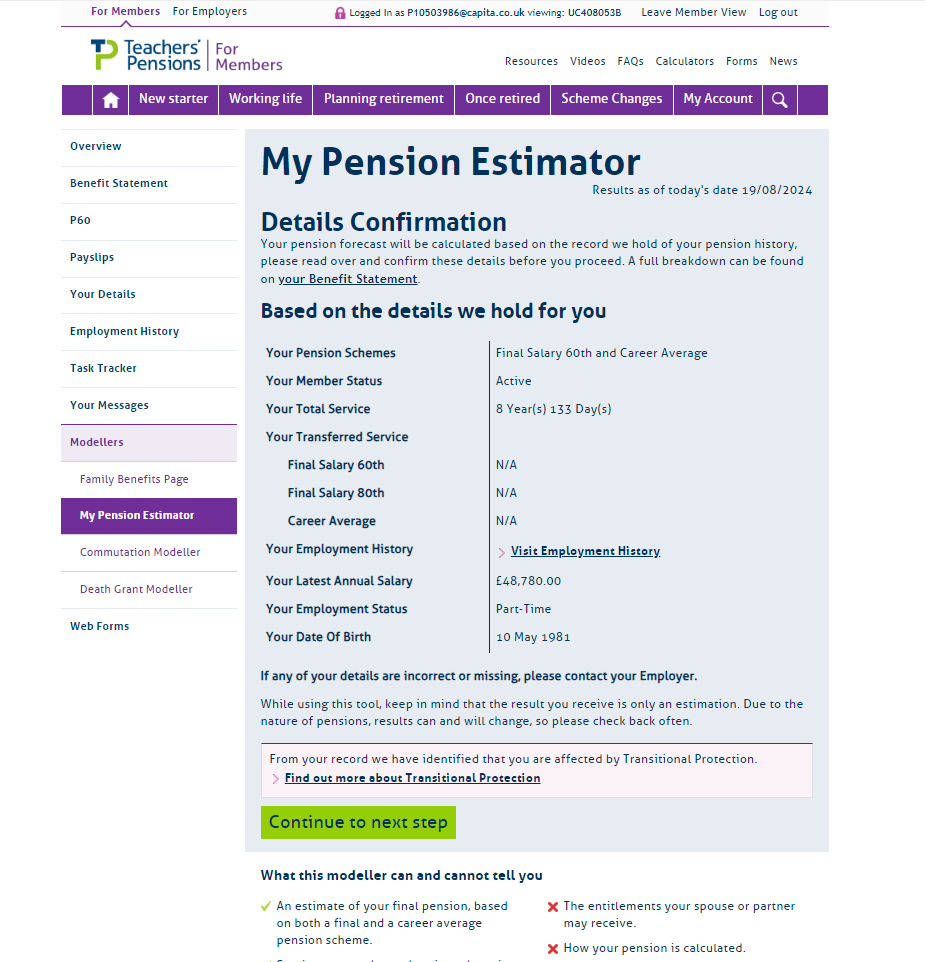 For Members For Employers Logged In as P10503986@capita.co.uk viewing: UC408053B Leave Member View Log out
Teachers' Pensions For Members
Resources Videos FAQs Calculators Forms News
New starter Working life Planning retirement Once retired Scheme Changes My Account
Overview
Benefit Statement
P60
Payslips
Your Details
Employment History
Task Tracker
Your Messages
Modellers
Family Benefits Page
My Pension Estimator
Commutation Modeller
Death Grant Modeller
Web Forms
My Pension Estimator
Results as of today's date 19/08/2024
Details Confirmation
Your pension forecast will be calculated based on the record we hold of your pension history,
please read over and confirm these details before you proceed. A full breakdown can be found
on your Benefit Statement.
Based on the details we hold for you
Your Pension Schemes Final Salary 60th and Career Average
Your Member Status Active
Your Total Service 8 Year(s) 133 Day(s)
Your Transferred Service
Final Salary 60th N/A
Final Salary 80th N/A
Career Average N/A
Your Employment History Visit Employment History
Your Latest Annual Salary £48,780.00
Your Employment Status Part-Time
Your Date Of Birth 10 May 1981
If any of your details are incorrect or missing, please contact your Employer.
While using this tool, keep in mind that the result you receive is only an estimation. Due to the
nature of pensions, results can and will change, so please check back often.
From your record we have identified that you are affected by Transitional Protection.
Find out more about Transitional Protection
Continue to next step
What this modeller can and cannot tell you
An estimate of your final pension, based
on both a final and a career average
pension scheme.
The entitlements your spouse or partner
may receive.
How your pension is calculated.